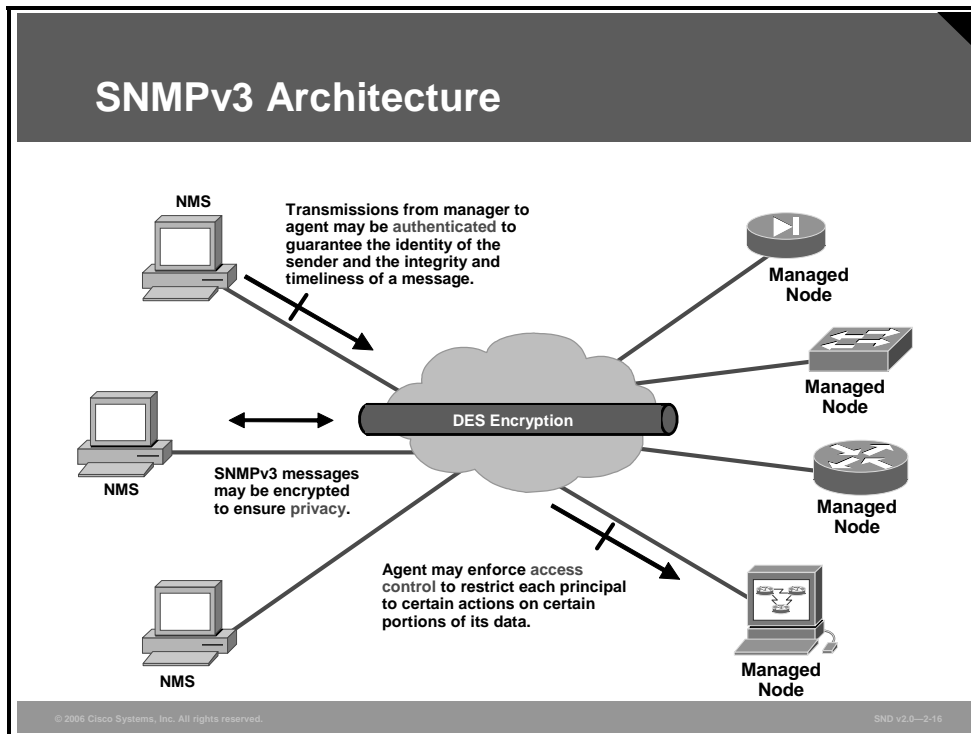 SNMPv3 Architecture
NMS
Transmissions from manager to
agent may be authenticated to
guarantee the identity of the
sender and the integrity and
timeliness of a message.
Managed
Node
Managed
Node
DES Encryption
NMS
SNMPv3 messages
may be encrypted
to ensure privacy.
Managed
Node
Agent may enforce access
control to restrict each principal
to certain actions on certain
portions of its data.
NMS
Managed
Node
© 2006 Cisco Systems, Inc. All rights reserved.
SND v2.0—2-16